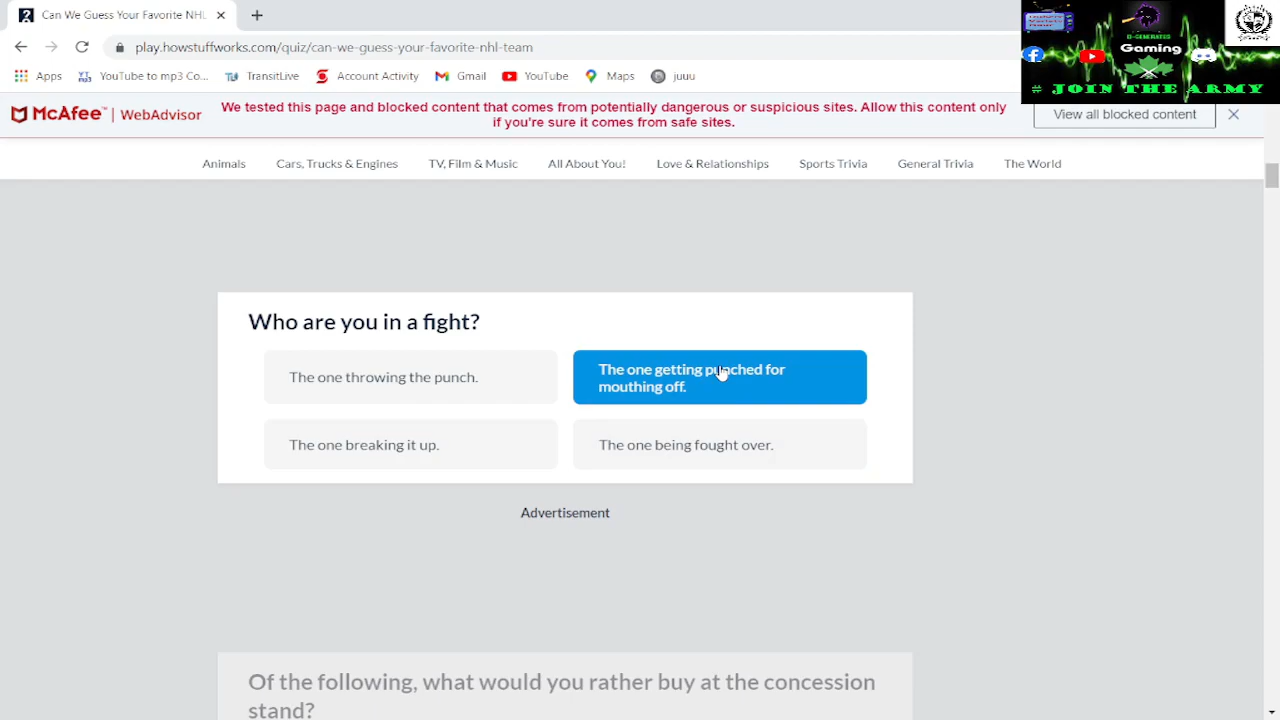 Can We Guess Your Favorite NHL
play.howstuffworks.com/quiz/can-we-guess-your-favorite-nhl-team
Apps
YouTube to mp3 Co...
TransitLive
Account Activity
Gmail
YouTube
Maps
juuu
Gaming
# JOIN THE ARMY
McAfee™ | WebAdvisor
We tested this page and blocked content that comes from potentially dangerous or suspicious sites. Allow this content only
if you're sure it comes from safe sites.
View all blocked content
Animals
Cars, Trucks & Engines
TV, Film & Music
All About You!
Love & Relationships
Sports Trivia
General Trivia
The World
Who are you in a fight?
The one throwing the punch.
The one getting punched for
mouthing off.
The one breaking it up.
The one being fought over.
Advertisement
Of the following, what would you rather buy at the concession
stand?